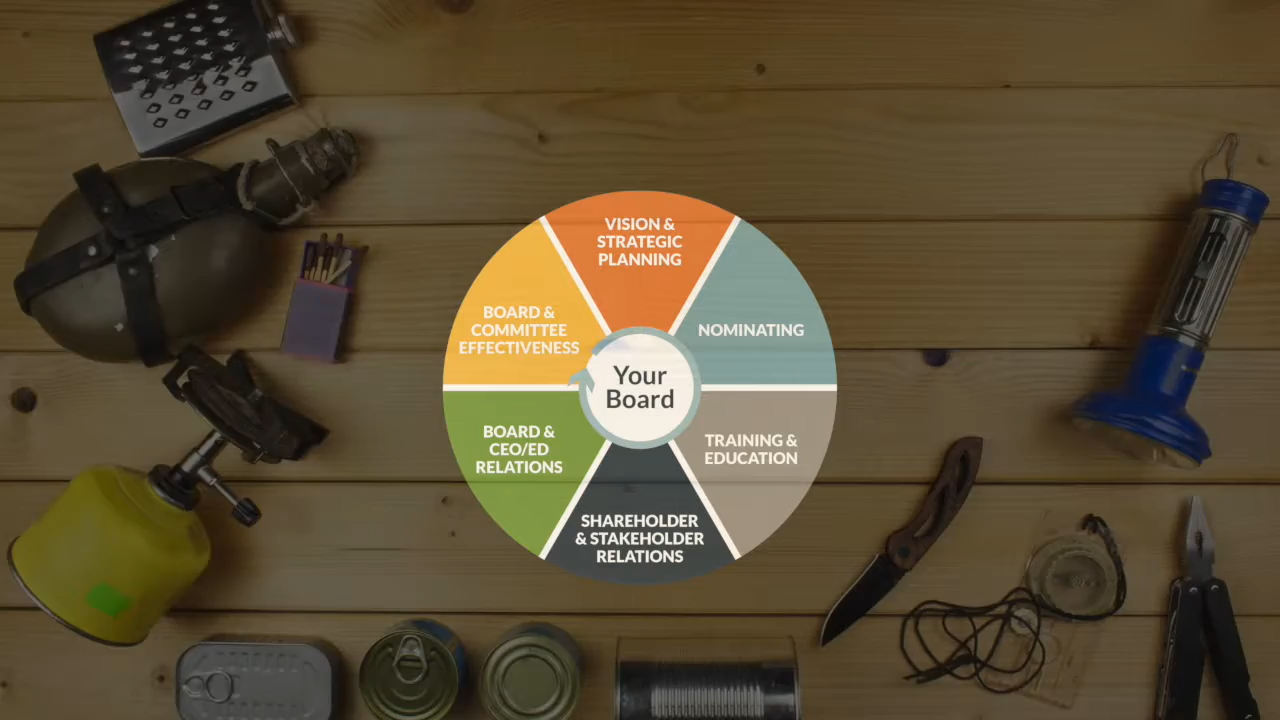 VISION &
STRATEGIC
PLANNING
NOMINATING
TRAINING &
EDUCATION
SHAREHOLDER
& STAKEHOLDER
RELATIONS
BOARD &
CEO/ED
RELATIONS
BOARD &
COMMITTEE
EFFECTIVENESS
Your
Board